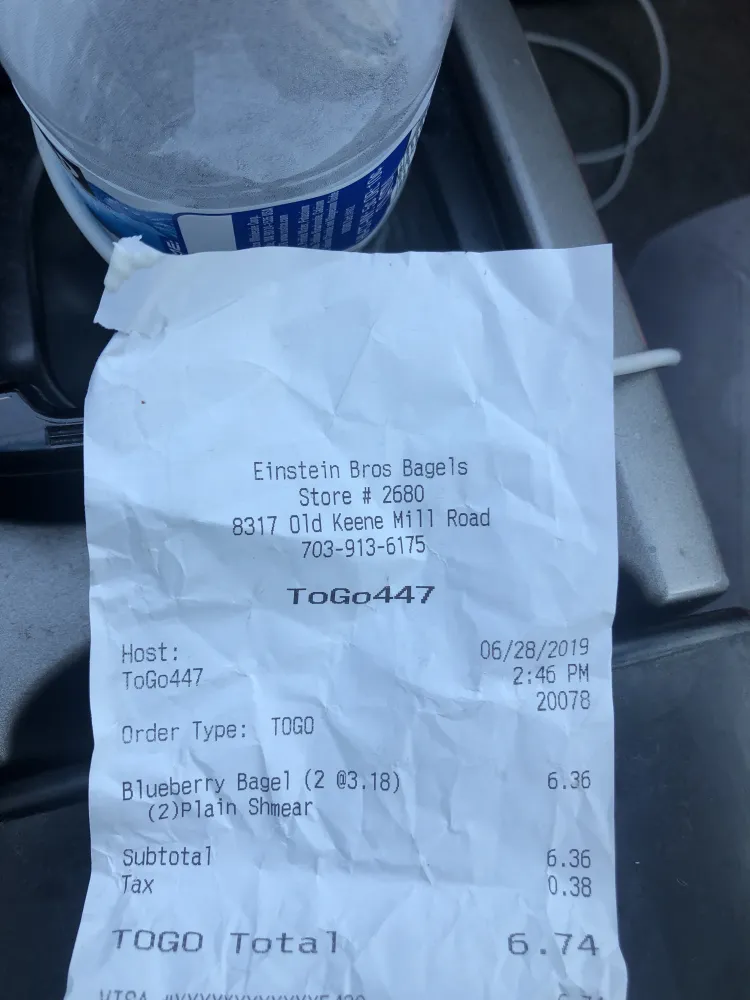 Einstein Bros Bagels
Store # 2680
8317 Old Keene Mill Road
703-913-6175
ToGo447
Host: 06/28/2019
ToGo447 2:46 PM
20078
Order Type: TOGO
Blueberry Bagel (2 @3.18) 6.36
(2)Plain Shmear
Subtotal 6.36
Tax 0.38
TOGO Total 6.74
VISA